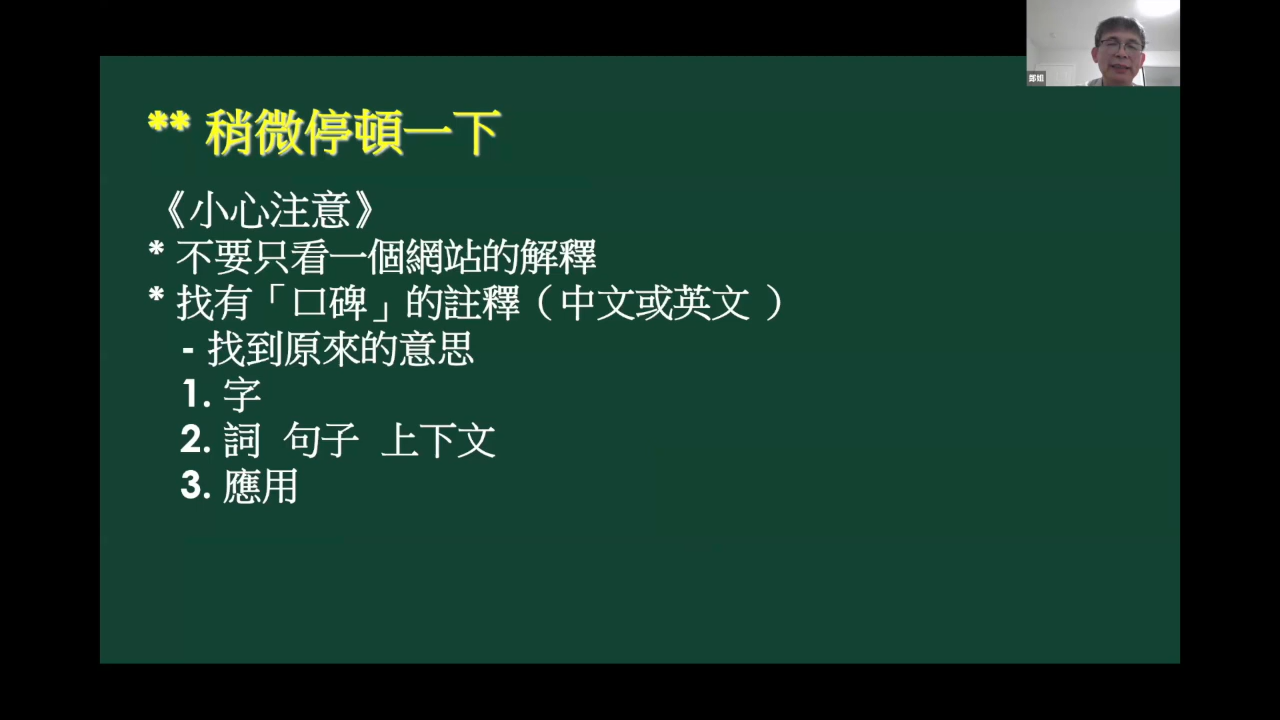 ** 稍微停頓一下
《小心注意》
* 不要只看一個網站的解釋
* 找有「口碑」的註釋（中文或英文 ）
- 找到原來的意思
1. 字
2. 詞 句子 上下文
3. 應用